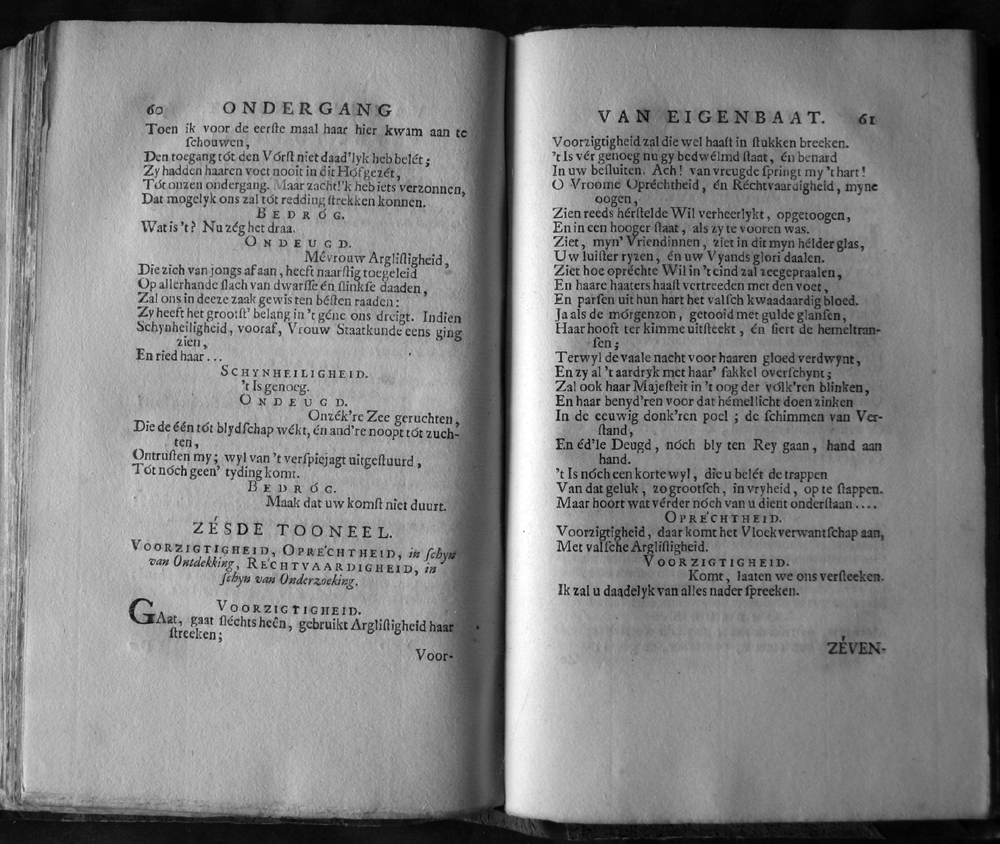 60 ONDERGANG
Toen ik voor de eerſte maal haar hier kwam aan te
ſchouwen,
Den toegang tót den Vórſt niet daad'lyk heb belét;
Zy hadden haaren voet nooit in dit Hóf gezét,
Tót onzen ondergang. Maar zacht! 'k heb iets verzonnen,
Dat mogelyk ons zal tót redding ſtrekken konnen.
BEDRÓG.
Wat is 't? Nu zég het draa.
ONDEUGD.
Mévrouw Argliſtigheid,
Die zich van jongs af aan, heeft naarſtig toegeleid
Op allerhande ſlach van dwarſſe én ſlinkſe daaden,
Zal ons in deeze zaak gewis ten béſten raaden:
Zy heeft het grootſt' belang in 't géne ons dreigt. Indien
Schynheiligheid, vooraf, Vrouw Staatkunde eens ging
zien,
En ried haar...
SCHYNHEILIGHEID.
't Is genoeg.
ONDEUGD.
Onzék're Zee geruchten,
Die de één tót blydſchap wékt, én and're noopt tót zuch-
ten,
Ontruſten my; wyl van 't verſpiejagt uitgeſtuurd,
Tót nóch geen' tyding komt.
BEDRÓG.
Maak dat uw komſt niet duurt.
ZÉSDE TOONEEL.
VOORZIGTIGHEID, OPRÉCHTHEID, in ſchyn
van Ontdekking, RÉCHTVAARDIGHEID, in
ſchyn van Onderzoeking.
VOORZIGTIGHEID.
GAat, gaat ſléchts heên, gebruikt Argliſtigheid haar
ſtreeken;
Voor-
VAN EIGENBAAT. 61
Voorzigtigheid zal die wel haaſt in ſtukken breeken.
't Is vér genoeg nu gy bedwélmd ſtaat, én benard
In uw beſluiten. Ach! van vreugde ſpringt my 't hart!
O Vroome Opréchtheid, én Réchtvaardigheid, myne
oogen,
Zien reeds hérſtelde Wil verheerlykt, opgetoogen,
En in een hooger ſtaat, als zy te vooren was.
Ziet, myn' Vriendinnen, ziet in dit myn hélder glas,
Uw luiſter ryzen, én uw Vyands glori daalen.
Ziet hoe opréchte Wil in 't eind zal zeegepraalen,
En haare haaters haaſt vertreeden met den voet,
En parſen uit hun hart het valſch kwaadaardig bloed.
Ja als de mórgenzon, getooid met gulde glanſen,
Haar hooft ter kimme uitſteekt, én ſiert de hemeltran-
ſen;
Terwyl de vaale nacht voor haaren gloed verdwynt,
En zy al 't aardryk met haar' fakkel overſchynt;
Zal ook haar Majeſteit in 't oog der vólk'ren blinken,
En haar benyd'ren voor dat hémellicht doen zinken
In de eeuwig donk'ren poel; de ſchimmen van Ver-
ſtand,
En éd'le Deugd, nóch bly ten Rey gaan, hand aan
hand.
't Is nóch een korte wyl, die u belét de trappen
Van dat geluk, zo grootſch, in vryheid, op te ſtappen.
Maar hoort wat vérder nóch van u dient onderſtaan....
OPRÉCHTHEID.
Voorzigtigheid, daar komt het Vloekverwantſchap aan,
Met valſche Argliſtigheid.
VOORZIGTIGHEID.
Komt, laaten we ons verſteeken.
Ik zal u daadelyk van alles nader ſpreeken.
ZÉVEN-